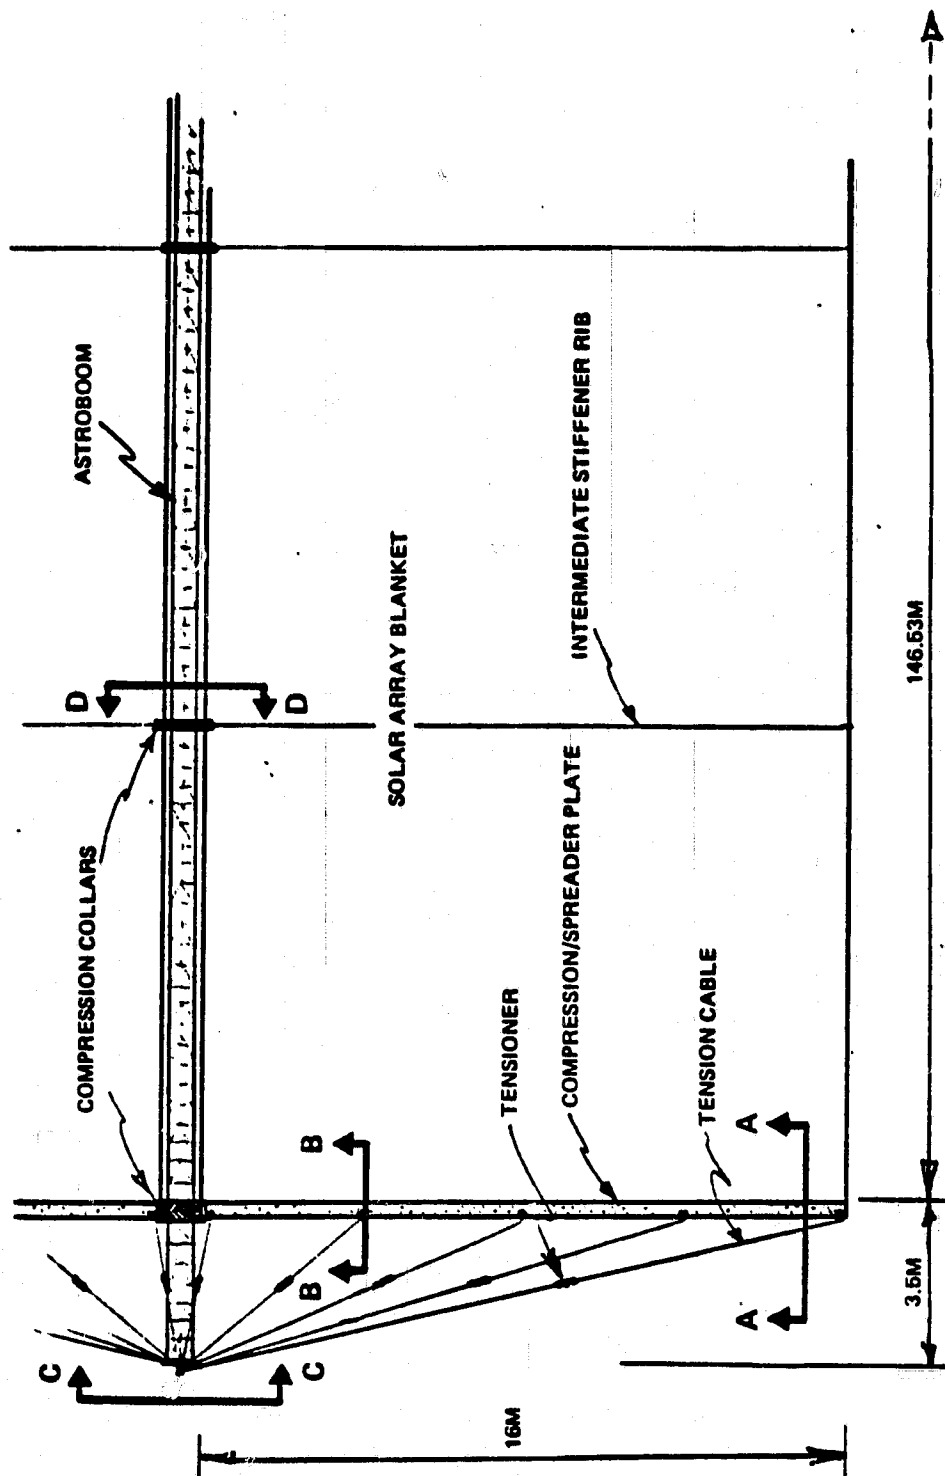 ASTROBOOM
COMPRESSION COLLARS
D
D
SOLAR ARRAY BLANKET
INTERMEDIATE STIFFENER RIB
COMPRESSION/SPREADER PLATE
TENSIONER
TENSION CABLE
B
B
A
A
C
C
16M
3.5M
146.53M